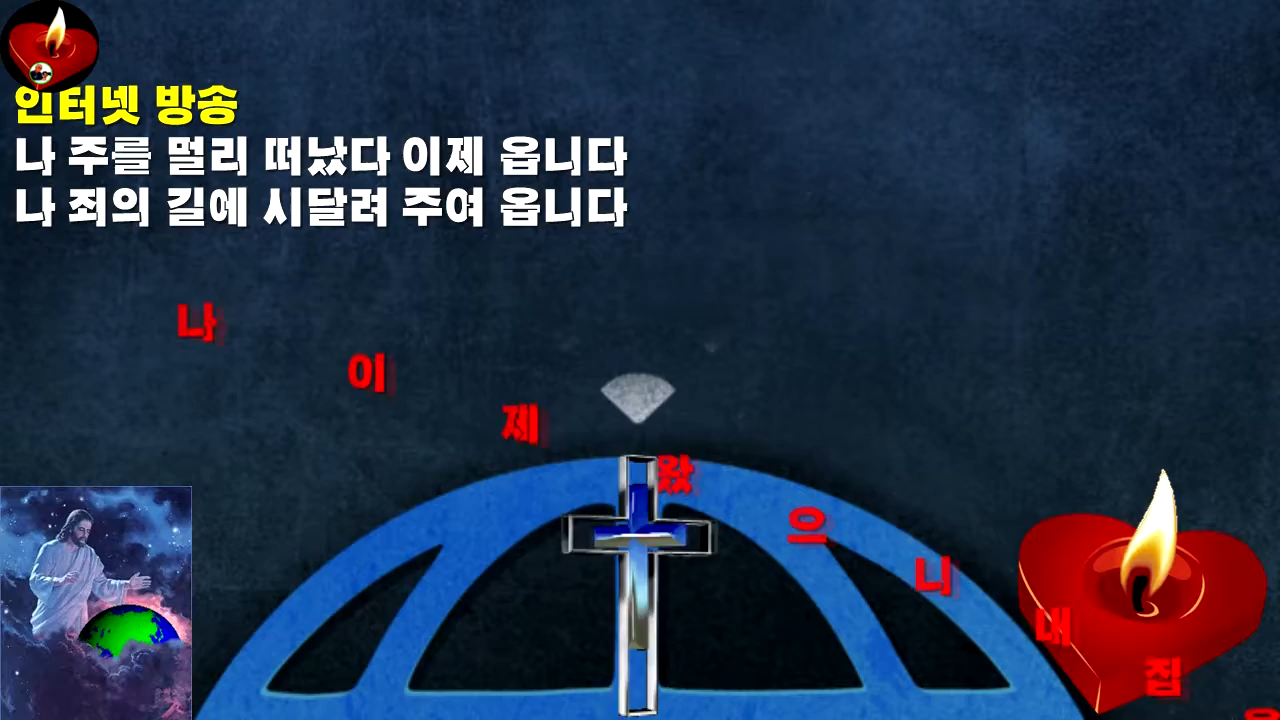 인터넷 방송
나 주를 멀리 떠났다 이제 옵니다
나 죄의 길에 시달려 주여 옵니다
나 이 제 왔 으 니 내 집